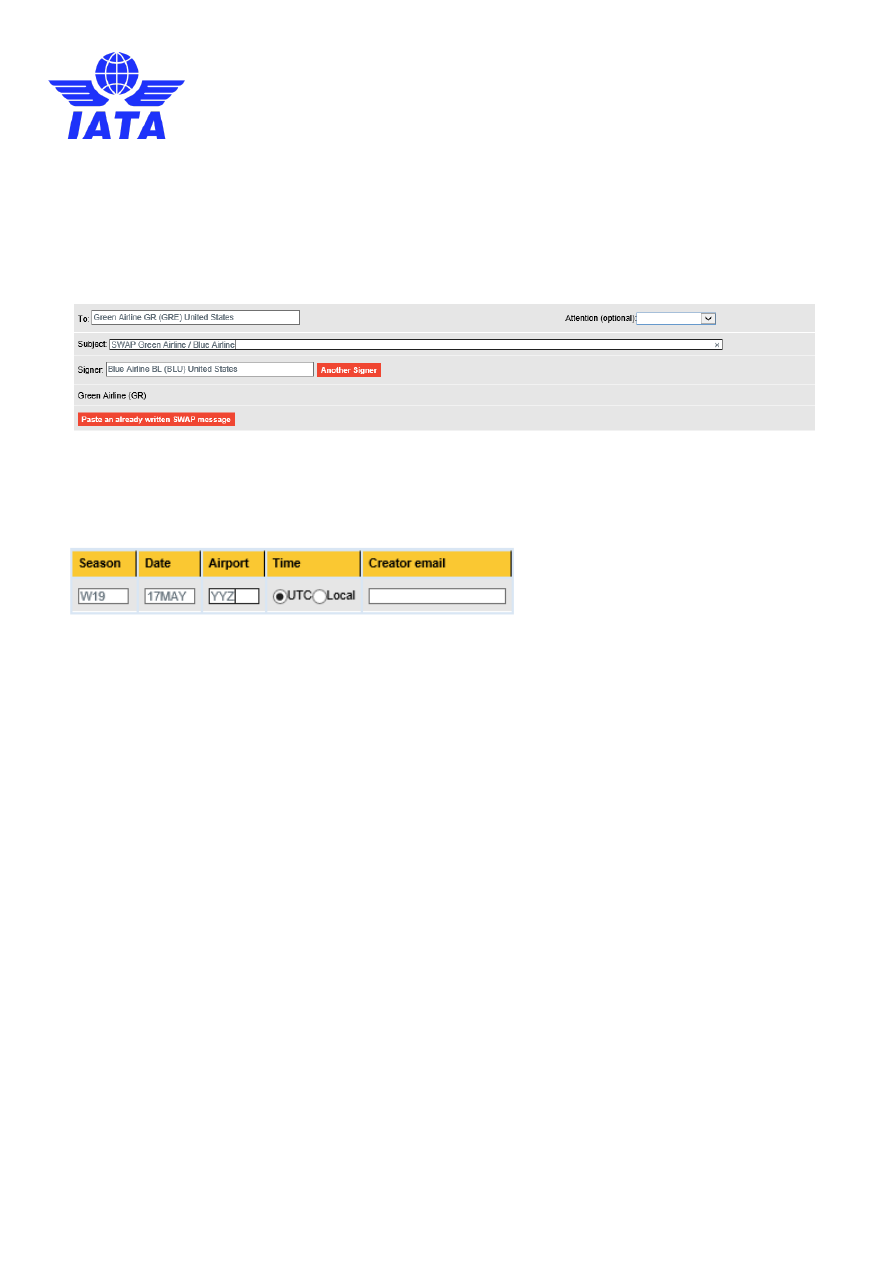 IATA
To: Green Airline GR (GRE) United States Attention (optional):
Subject: SWAP Green Airline / Blue Airline ×
Signer: Blue Airline BL (BLU) United States Another Signer
Green Airline (GR)
Paste an already written SWAP message
Season Date Airport Time Creator email
W19 17MAY YYZ UTC Local